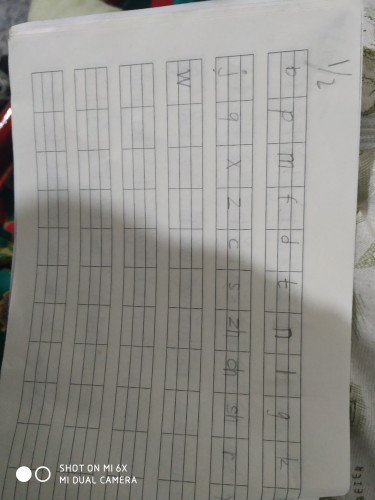 2/1
b p m f d t n l g k
j q x z c s zh ch sh r
w
SHOT ON MI 6X
MI DUAL CAMERA